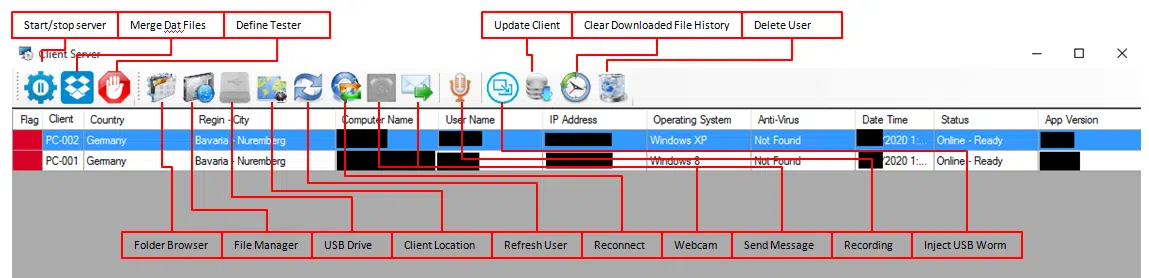 Start/stop server Merge Dat Files Define Tester Update Client Clear Downloaded File History Delete User
Client Server
Flag Client Country Regin - City Computer Name User Name IP Address Operating System Anti-Virus Date Time Status App Version
PC-002 Germany Bavaria - Nuremberg Windows XP Not Found /2020 1:... Online - Ready
PC-001 Germany Bavaria - Nuremberg Windows 8 Not Found /2020 1:... Online - Ready
Folder Browser File Manager USB Drive Client Location Refresh User Reconnect Webcam Send Message Recording Inject USB Worm